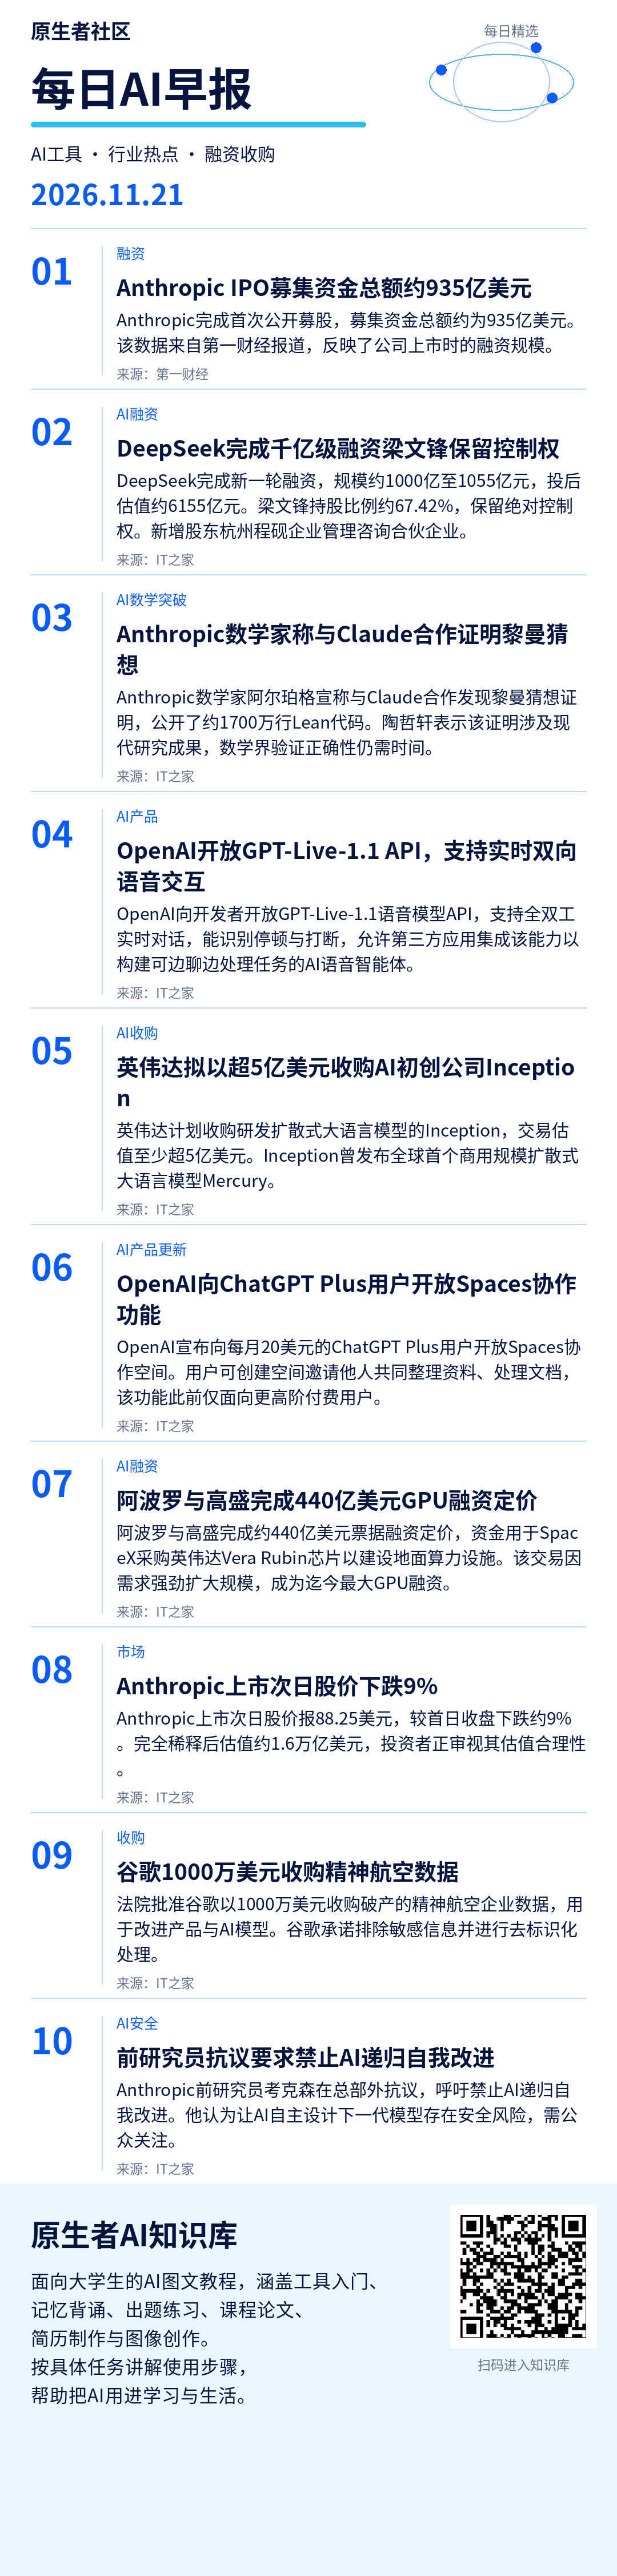 原生者社区
每日精选
每日AI早报
AI工具 · 行业热点 · 融资收购
2026.11.21
01
融资
Anthropic IPO募集资金总额约935亿美元
Anthropic完成首次公开募股，募集资金总额约为935亿美元。
该数据来自第一财经报道，反映了公司上市时的融资规模。
来源：第一财经
02
AI融资
DeepSeek完成千亿级融资梁文锋保留控制权
DeepSeek完成新一轮融资，规模约1000亿至1055亿元，投后
估值约6155亿元。梁文锋持股比例约67.42%，保留绝对控制
权。新增股东杭州程砚企业管理咨询合伙企业。
来源：IT之家
03
AI数学突破
Anthropic数学家称与Claude合作证明黎曼猜
想
Anthropic数学家阿尔珀格宣称与Claude合作发现黎曼猜想证
明，公开了约1700万行Lean代码。陶哲轩表示该证明涉及现
代研究成果，数学界验证正确性仍需时间。
来源：IT之家
04
AI产品
OpenAI开放GPT-Live-1.1 API，支持实时双向
语音交互
OpenAI向开发者开放GPT-Live-1.1语音模型API，支持全双工
实时对话，能识别停顿与打断，允许第三方应用集成该能力以
构建可边聊边处理任务的AI语音智能体。
来源：IT之家
05
AI收购
英伟达拟以超5亿美元收购AI初创公司Inceptio
n
英伟达计划收购研发扩散式大语言模型的Inception，交易估
值至少超5亿美元。Inception曾发布全球首个商用规模扩散式
大语言模型Mercury。
来源：IT之家
06
AI产品更新
OpenAI向ChatGPT Plus用户开放Spaces协作
功能
OpenAI宣布向每月20美元的ChatGPT Plus用户开放Spaces协
作空间。用户可创建空间邀请他人共同整理资料、处理文档，
该功能此前仅面向更高阶付费用户。
来源：IT之家
07
AI融资
阿波罗与高盛完成440亿美元GPU融资定价
阿波罗与高盛完成约440亿美元票据融资定价，资金用于Spac
eX采购英伟达Vera Rubin芯片以建设地面算力设施。该交易因
需求强劲扩大规模，成为迄今最大GPU融资。
来源：IT之家
08
市场
Anthropic上市次日股价下跌9%
Anthropic上市次日股价报88.25美元，较首日收盘下跌约9%
。完全稀释后估值约1.6万亿美元，投资者正审视其估值合理性
。
来源：IT之家
09
收购
谷歌1000万美元收购精神航空数据
法院批准谷歌以1000万美元收购破产的精神航空企业数据，用
于改进产品与AI模型。谷歌承诺排除敏感信息并进行去标识化
处理。
来源：IT之家
10
AI安全
前研究员抗议要求禁止AI递归自我改进
Anthropic前研究员考克森在总部外抗议，呼吁禁止AI递归自
我改进。他认为让AI自主设计下一代模型存在安全风险，需公
众关注。
来源：IT之家
原生者AI知识库
面向大学生的AI图文教程，涵盖工具入门、
记忆背诵、出题练习、课程论文、
简历制作与图像创作。
按具体任务讲解使用步骤，
帮助把AI用进学习与生活。
扫码进入知识库